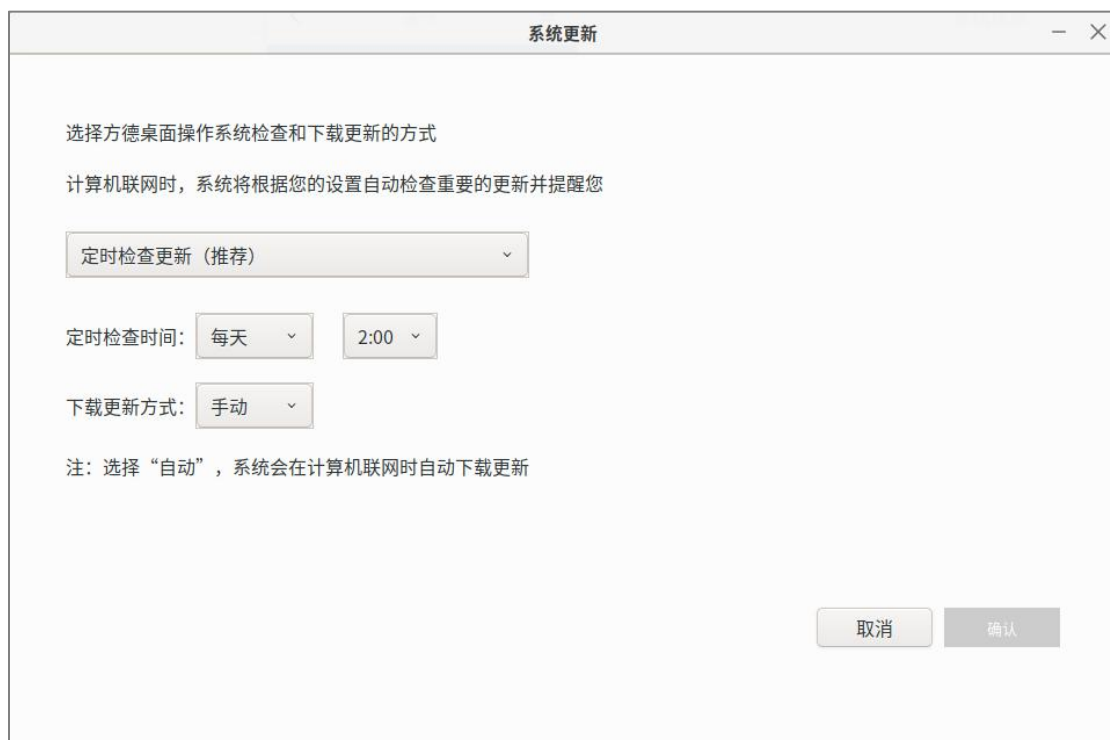 系统更新
选择方德桌面操作系统检查和下载更新的方式
计算机联网时，系统将根据您的设置自动检查重要的更新并提醒您
定时检查更新（推荐）
定时检查时间： 每天 2:00
下载更新方式： 手动
注：选择“自动”，系统会在计算机联网时自动下载更新
取消 确认